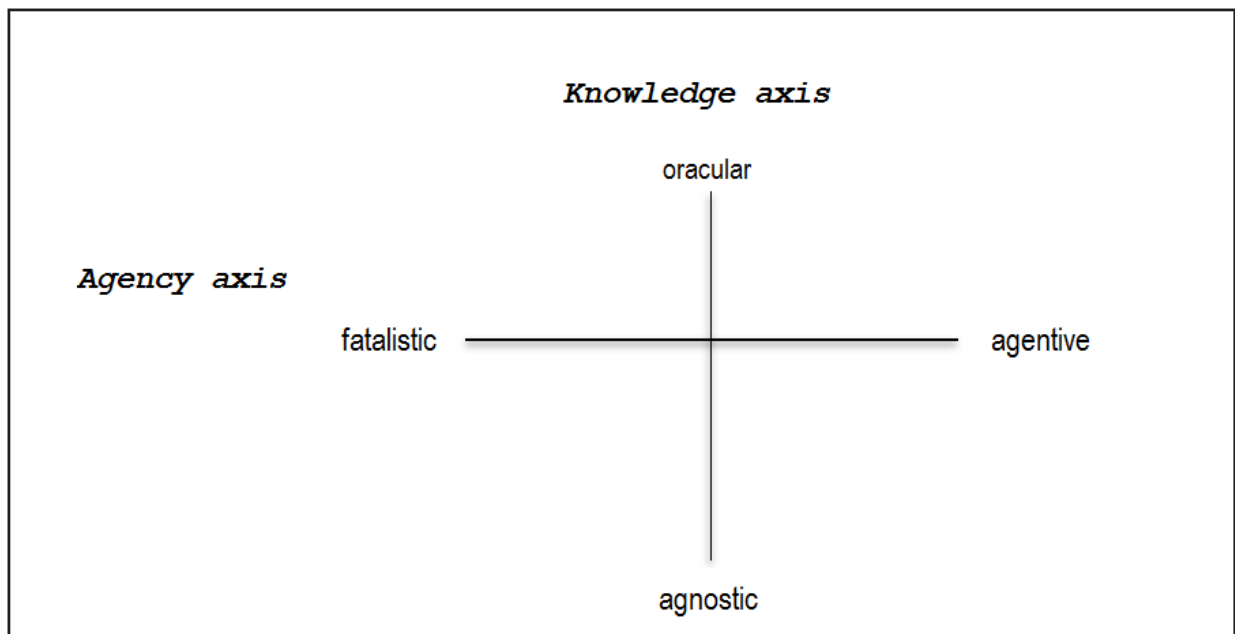 Knowledge axis
oracular
Agency axis
fatalistic
agentive
agnostic